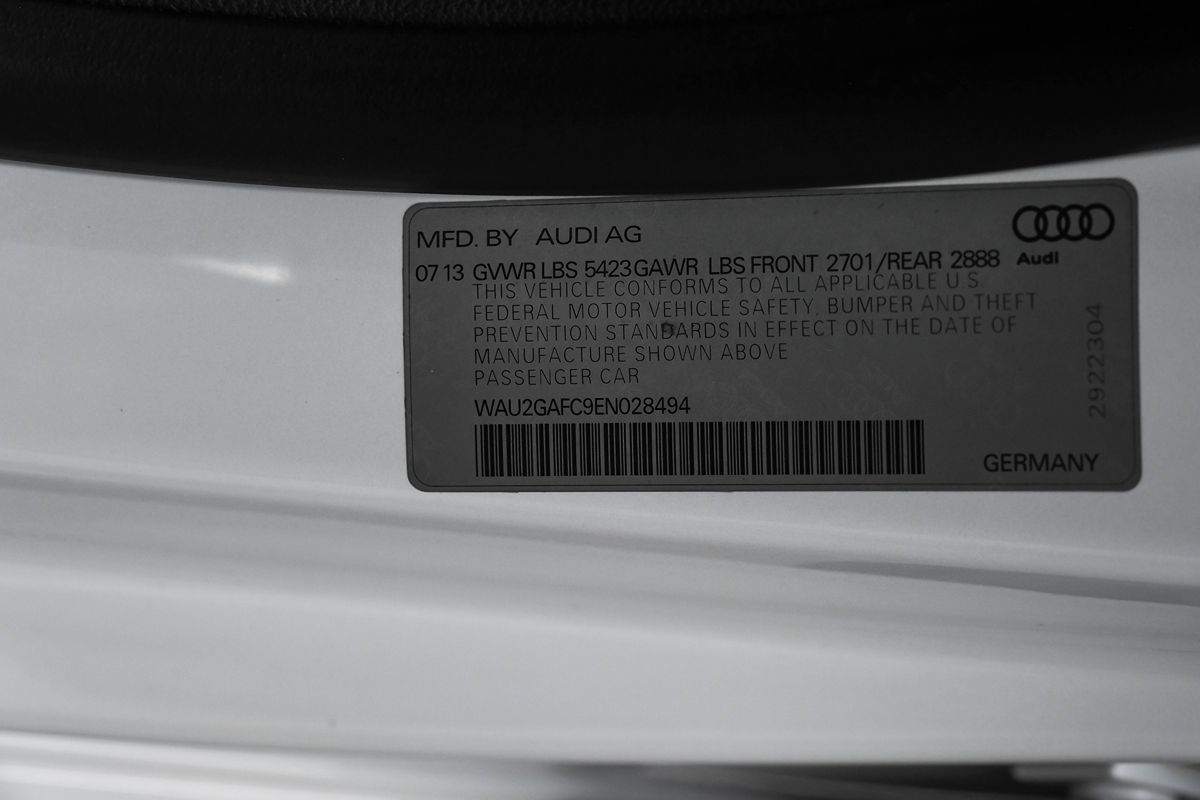 MFD. BY AUDI AG
07 13 GVWR LBS 5423 GAWR LBS FRONT 2701/REAR 2888
Audi
THIS VEHICLE CONFORMS TO ALL APPLICABLE U.S
FEDERAL MOTOR VEHICLE SAFETY, BUMPER AND THEFT
PREVENTION STANDARDS IN EFFECT ON THE DATE OF
MANUFACTURE SHOWN ABOVE
PASSENGER CAR
WAU2GAFC9EN028494
GERMANY
2922304